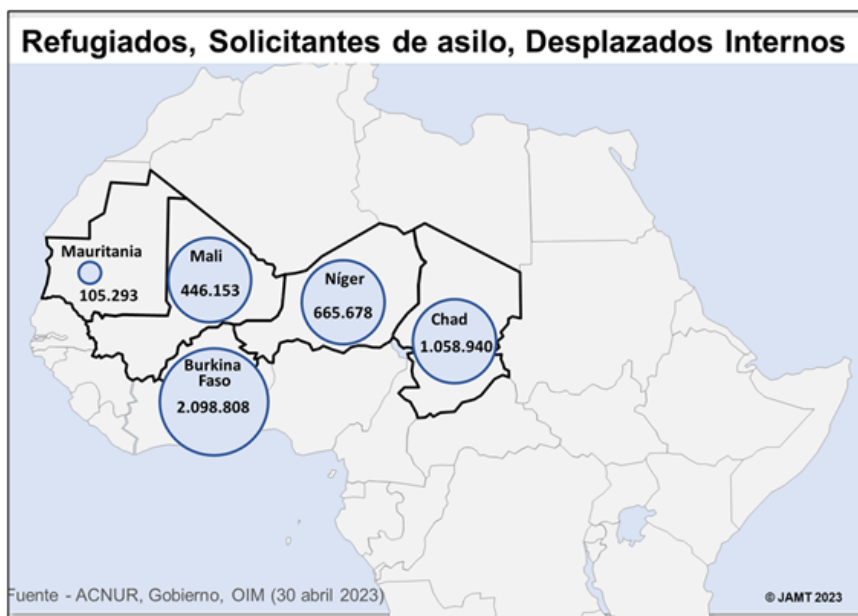 Refugiados, Solicitantes de asilo, Desplazados Internos
Mauritania
105.293
Mali
446.153
Níger
665.678
Chad
1.058.940
Burkina
Faso
2.098.808
Fuente - ACNUR, Gobierno, OIM (30 abril 2023)
© JAMT 2023